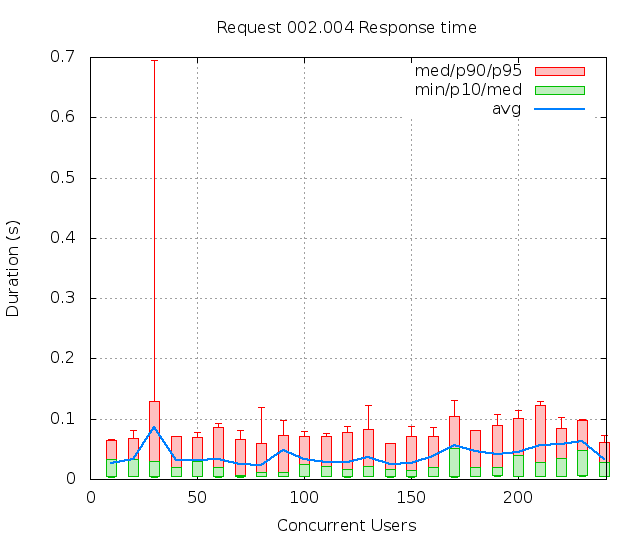 Request 002.004 Response time
0.7
0.6
0.5
0.4
0.3
0.2
0.1
0
med/p90/p95
min/p10/med
avg
Duration (s)
0 50 100 150 200
Concurrent Users